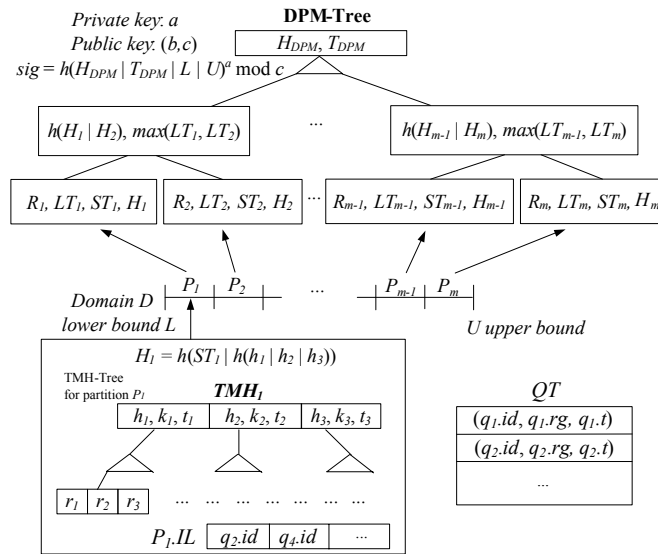 DPM-Tree
Private key: a
Public key: (b,c)
sig = h(H_DPM | T_DPM | L | U)^a mod c
H_DPM, T_DPM
h(H_1 | H_2), max(LT_1, LT_2)
...
h(H_m-1 | H_m), max(LT_m-1, LT_m)
R_1, LT_1, ST_1, H_1
R_2, LT_2, ST_2, H_2
...
R_m-1, LT_m-1, ST_m-1, H_m-1
R_m, LT_m, ST_m, H_m
P_1
P_2
...
P_m-1
P_m
Domain D
lower bound L
U upper bound
H_1 = h(ST_1 | h(h_1 | h_2 | h_3))
TMH-Tree
for partition P_1
TMH_1
h_1, k_1, t_1
h_2, k_2, t_2
h_3, k_3, t_3
r_1 r_2 r_3 ... ... ... ... ... ... ... ...
P_1.IL q_2.id q_4.id ...
QT
(q_1.id, q_1.rg, q_1.t)
(q_2.id, q_2.rg, q_2.t)
...